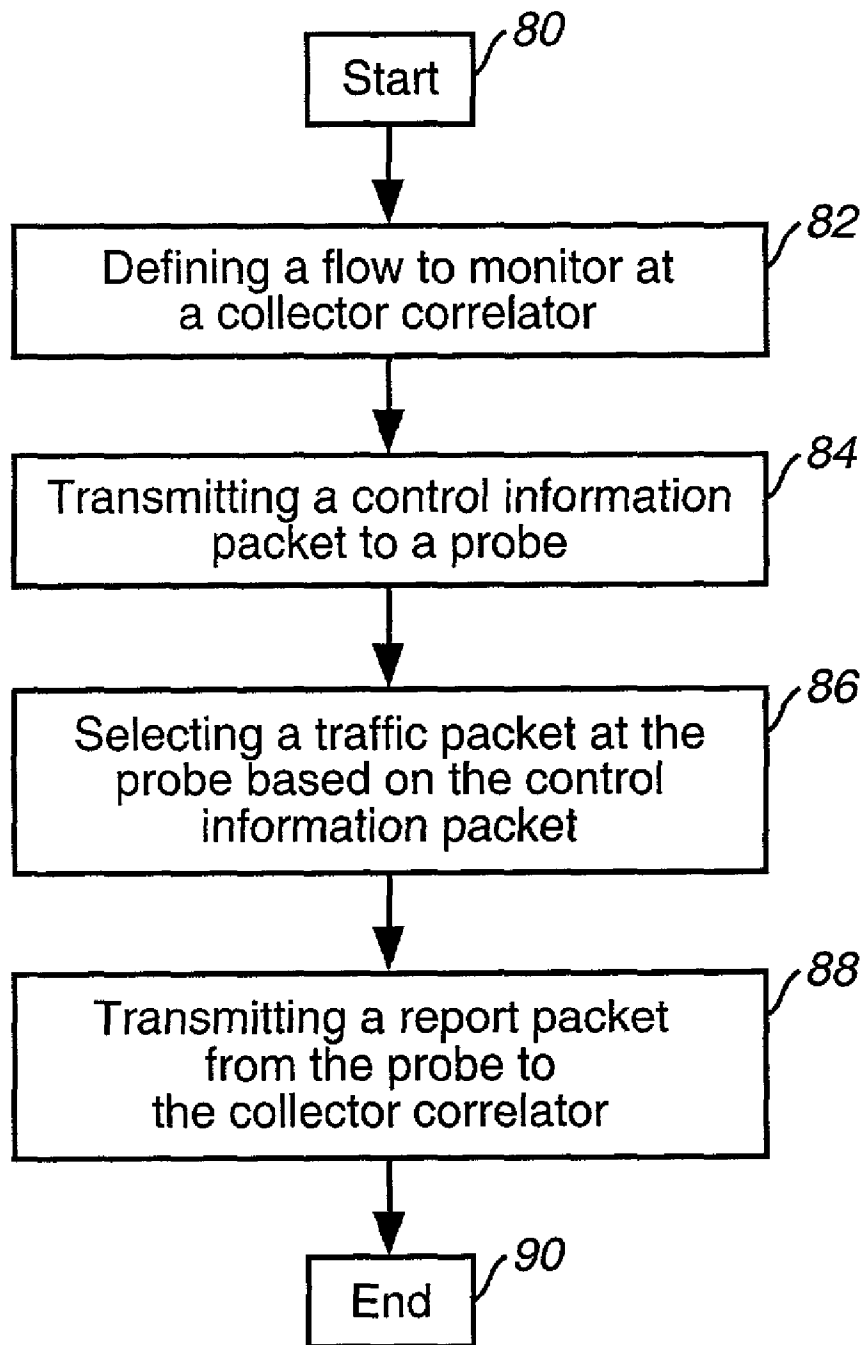 80
Start
82
Defining a flow to monitor at
a collector correlator
84
Transmitting a control information
packet to a probe
86
Selecting a traffic packet at the
probe based on the control
information packet
88
Transmitting a report packet
from the probe to
the collector correlator
90
End